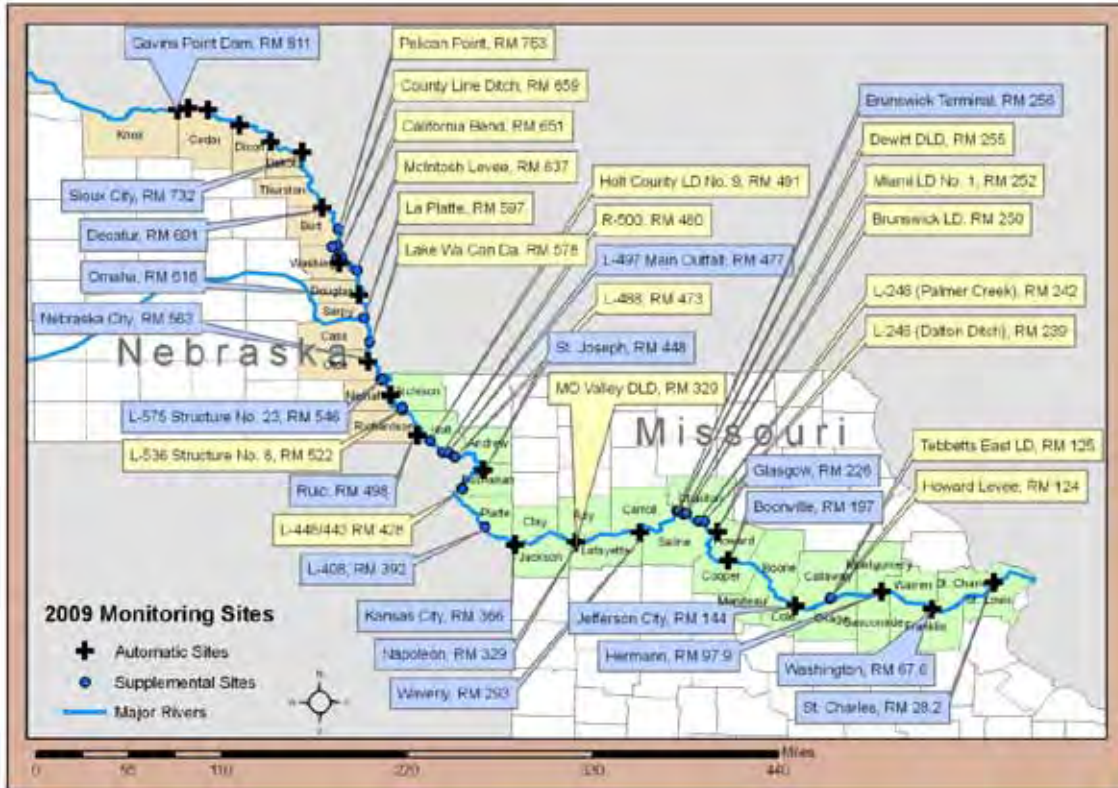 Gavins Point Dam, RM 811
Pelican Point, RM 763
County Line Ditch, RM 659
California Bend, RM 651
McIntosh Levee, RM 637
La Platte, RM 597
Lake Wa Con Da, RM 578
Holt County LD No. 9, RM 491
R-500, RM 480
L-497 Main Outfall, RM 477
L-488, RM 473
St. Joseph, RM 448
MO Valley DLD, RM 329
Brunswick Terminal, RM 256
Dewitt DLD, RM 255
Miami LD No. 1, RM 252
Brunswick LD, RM 250
L-246 (Palmer Creek), RM 242
L-246 (Dalton Ditch), RM 239
Tebbetts East LD, RM 125
Howard Levee, RM 124
Glasgow, RM 226
Boonville, RM 197
Sioux City, RM 732
Decatur, RM 691
Omaha, RM 616
Nebraska City, RM 563
L-575 Structure No. 23, RM 546
L-536 Structure No. 8, RM 522
Rulo, RM 498
L-448/443 RM 428
L-408, RM 392
Kansas City, RM 366
Napoleon, RM 329
Waverly, RM 293
Jefferson City, RM 144
Hermann, RM 97.9
Washington, RM 67.6
St. Charles, RM 28.2
Nebraska
Missouri
Knox
Cedar
Dixon
Thurston
Burt
Douglas
Sarpy
Cass
Richardson
Andrew
Buchanan
Platte
Clay
Jackson
Ray
Lafayette
Carroll
Saline
Howard
Cooper
Boone
Moniteau
Cole
Callaway
Montgomery
Gasconade
Warren
Franklin
St. Charles
St. Louis
2009 Monitoring Sites
Automatic Sites
Supplemental Sites
Major Rivers
N
Miles
0
55
110
220
330
440